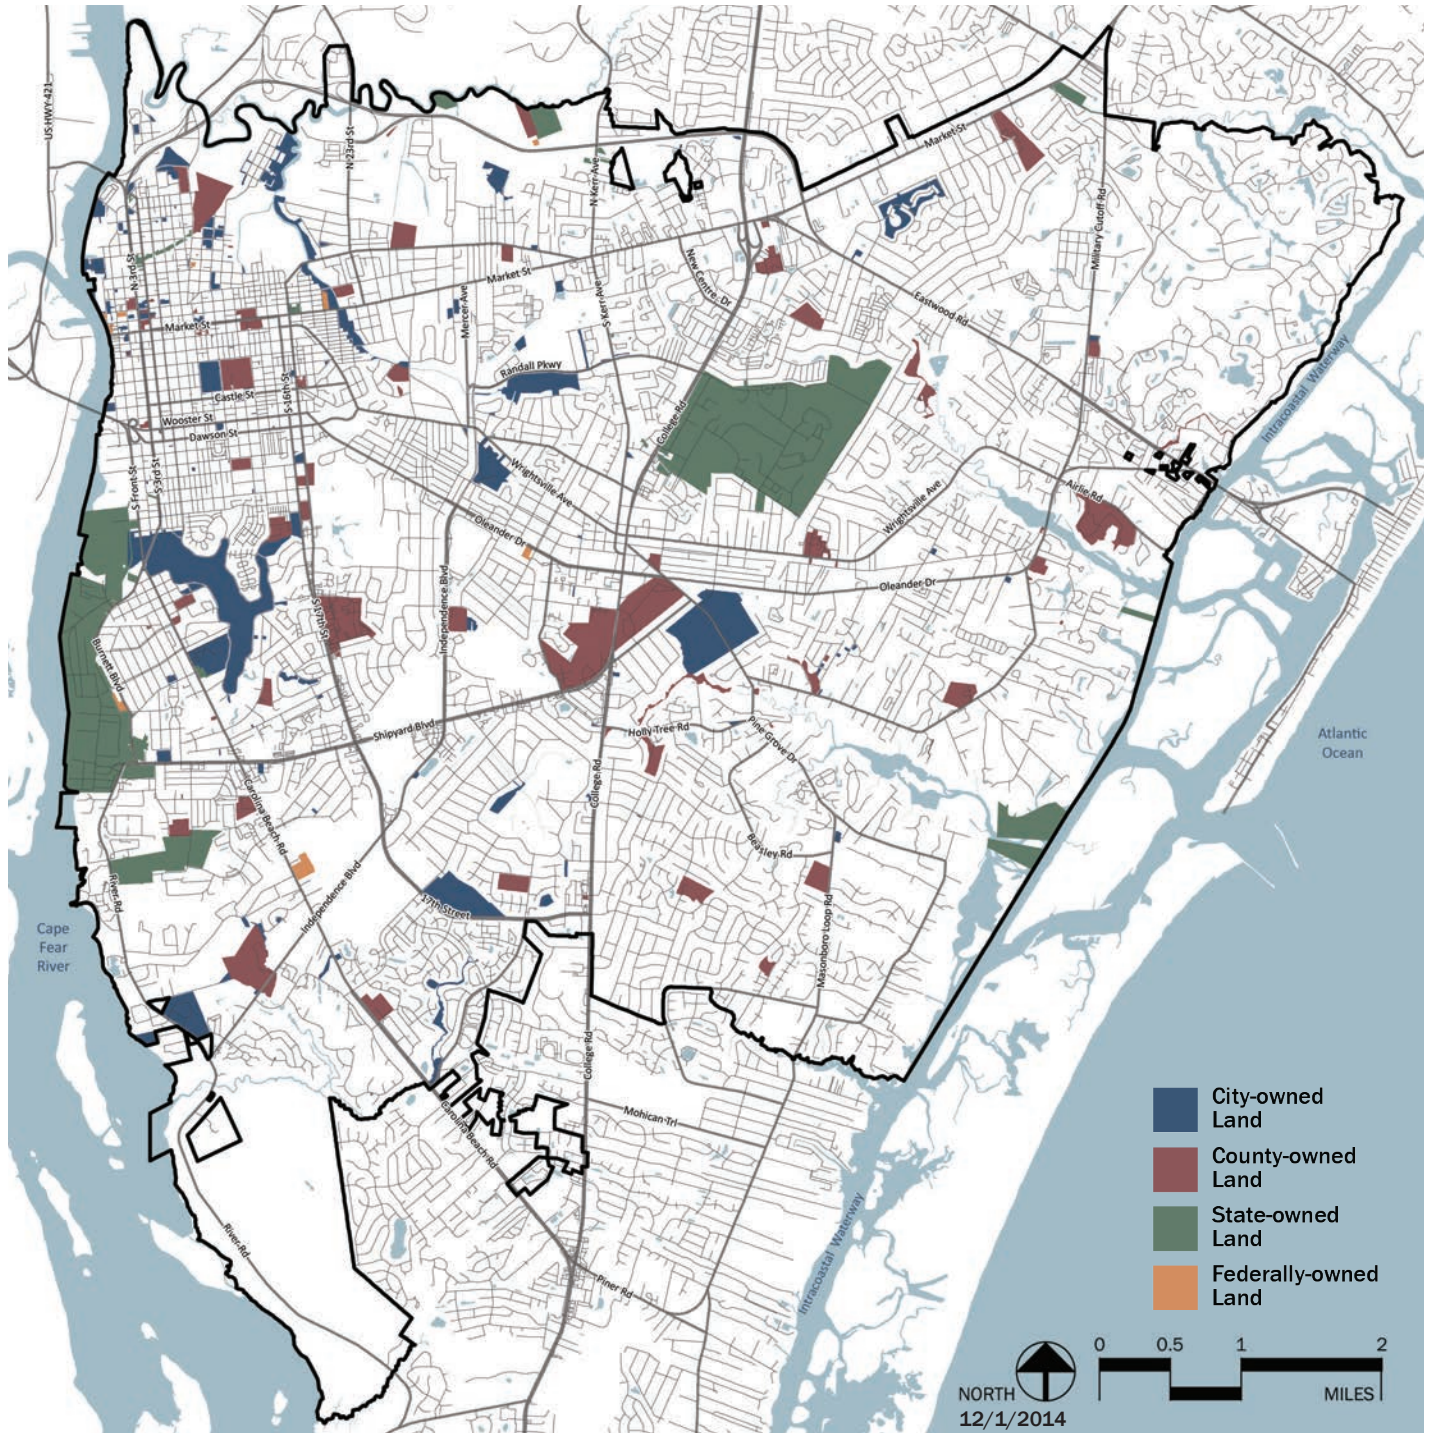 US HWY 421
N 23rd St
N Kerr Ave
Market St
Military Cutoff Rd
N 3rd St
Market St
New Centre Dr
Mercer Ave
S Kerr Ave
Eastwood Rd
Market St
Randall Pkwy
Intracoastal Waterway
S 16th St
Castle St
Wooster St
Dawson St
College Rd
S Front St
S 3rd St
Wrightsville Ave
Wrightsville Ave
Airlie Rd
Oleander Dr
Oleander Dr
Independence Blvd
S 17th St
Burnett Blvd
Shipyard Blvd
Holly Tree Rd
Pine Grove Dr
Atlantic
Ocean
College Rd
Carolina Beach Rd
Beasley Rd
River Rd
Independence Blvd
17th Street
Masonboro Loop Rd
Cape
Fear
River
College Rd
Carolina Beach Rd
Mohican Trl
River Rd
Piner Rd
Intracoastal Waterway
City-owned
Land
County-owned
Land
State-owned
Land
Federally-owned
Land
0 0.5 1 2
NORTH
MILES
12/1/2014